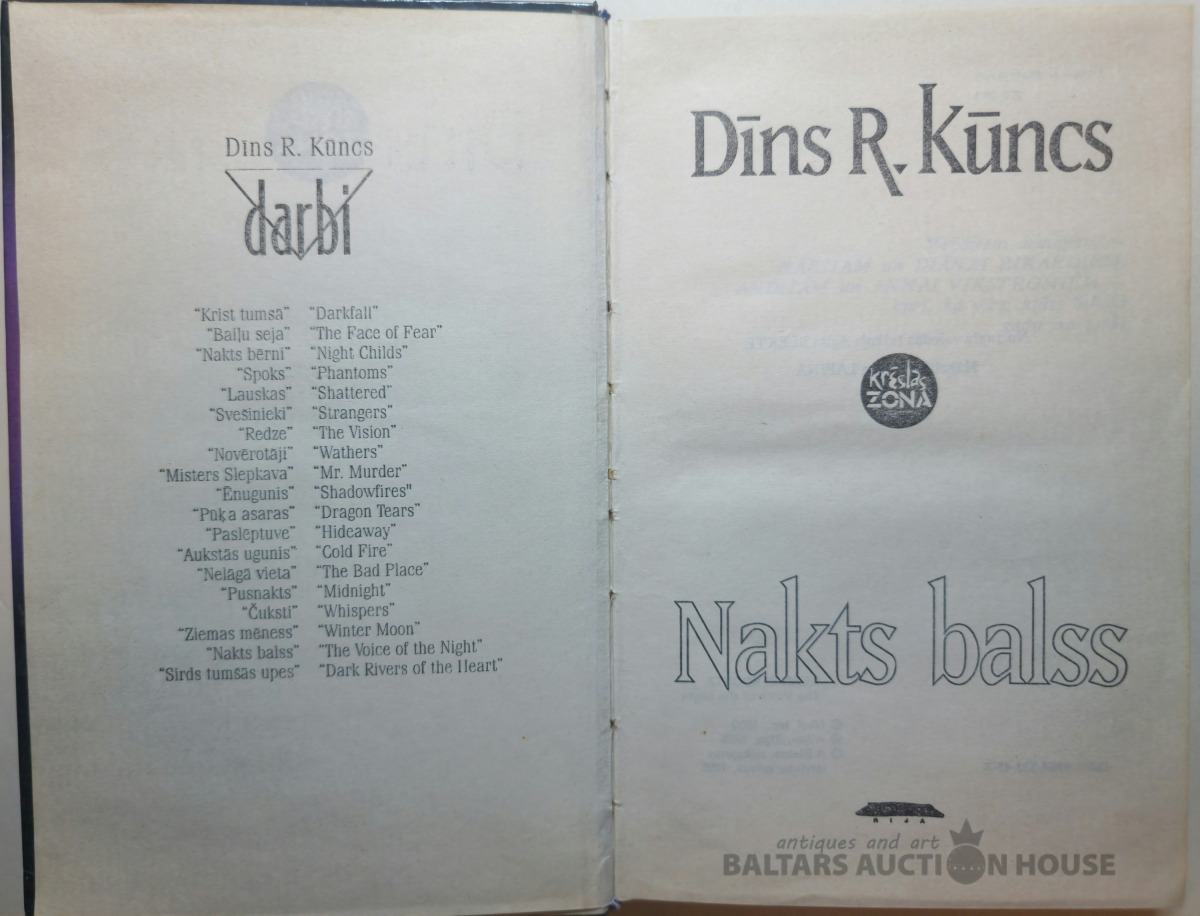 Dīns R. Kūncs
darbi
“Krist tumsā” “Darkfall”
“Baiļu seja” “The Face of Fear”
“Nakts bērni” “Night Childs”
“Spoks” “Phantoms”
“Lauskas” “Shattered”
“Svešinieki” “Strangers”
“Redze” “The Vision”
“Novērotāji” “Wathers”
“Misters Slepkava” “Mr. Murder”
“Ēnugunis” “Shadowfires"
“Pūķa asaras” “Dragon Tears”
“Paslēptuve” “Hideaway”
“Aukstās ugunis” “Cold Fire”
“Nelāgā vieta” “The Bad Place”
“Pusnakts” “Midnight”
“Čuksti” “Whispers”
“Ziemas mēness” “Winter Moon”
“Nakts balss” “The Voice of the Night”
“Sirds tumšās upes” “Dark Rivers of the Heart”
Dīns R. Kūncs
krēslas
ZONA
Nakts balss
RIJA
antiques and art
BALTARS AUCTION HOUSE